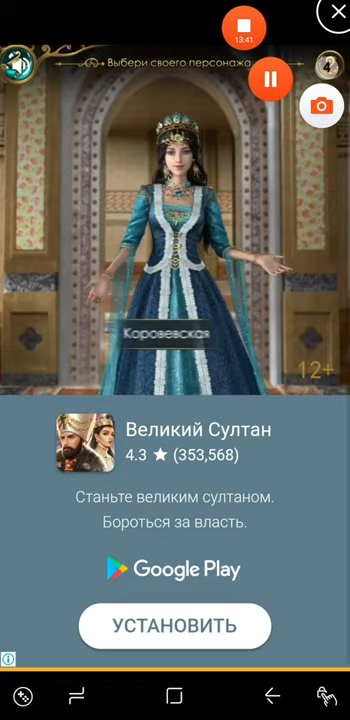 13:41
Выбери своего персонажа
4
Коровевская
12+
Великий Султан
4.3 ★ (353,568)
Станьте великим султаном.
Бороться за власть.
Google Play
УСТАНОВИТЬ